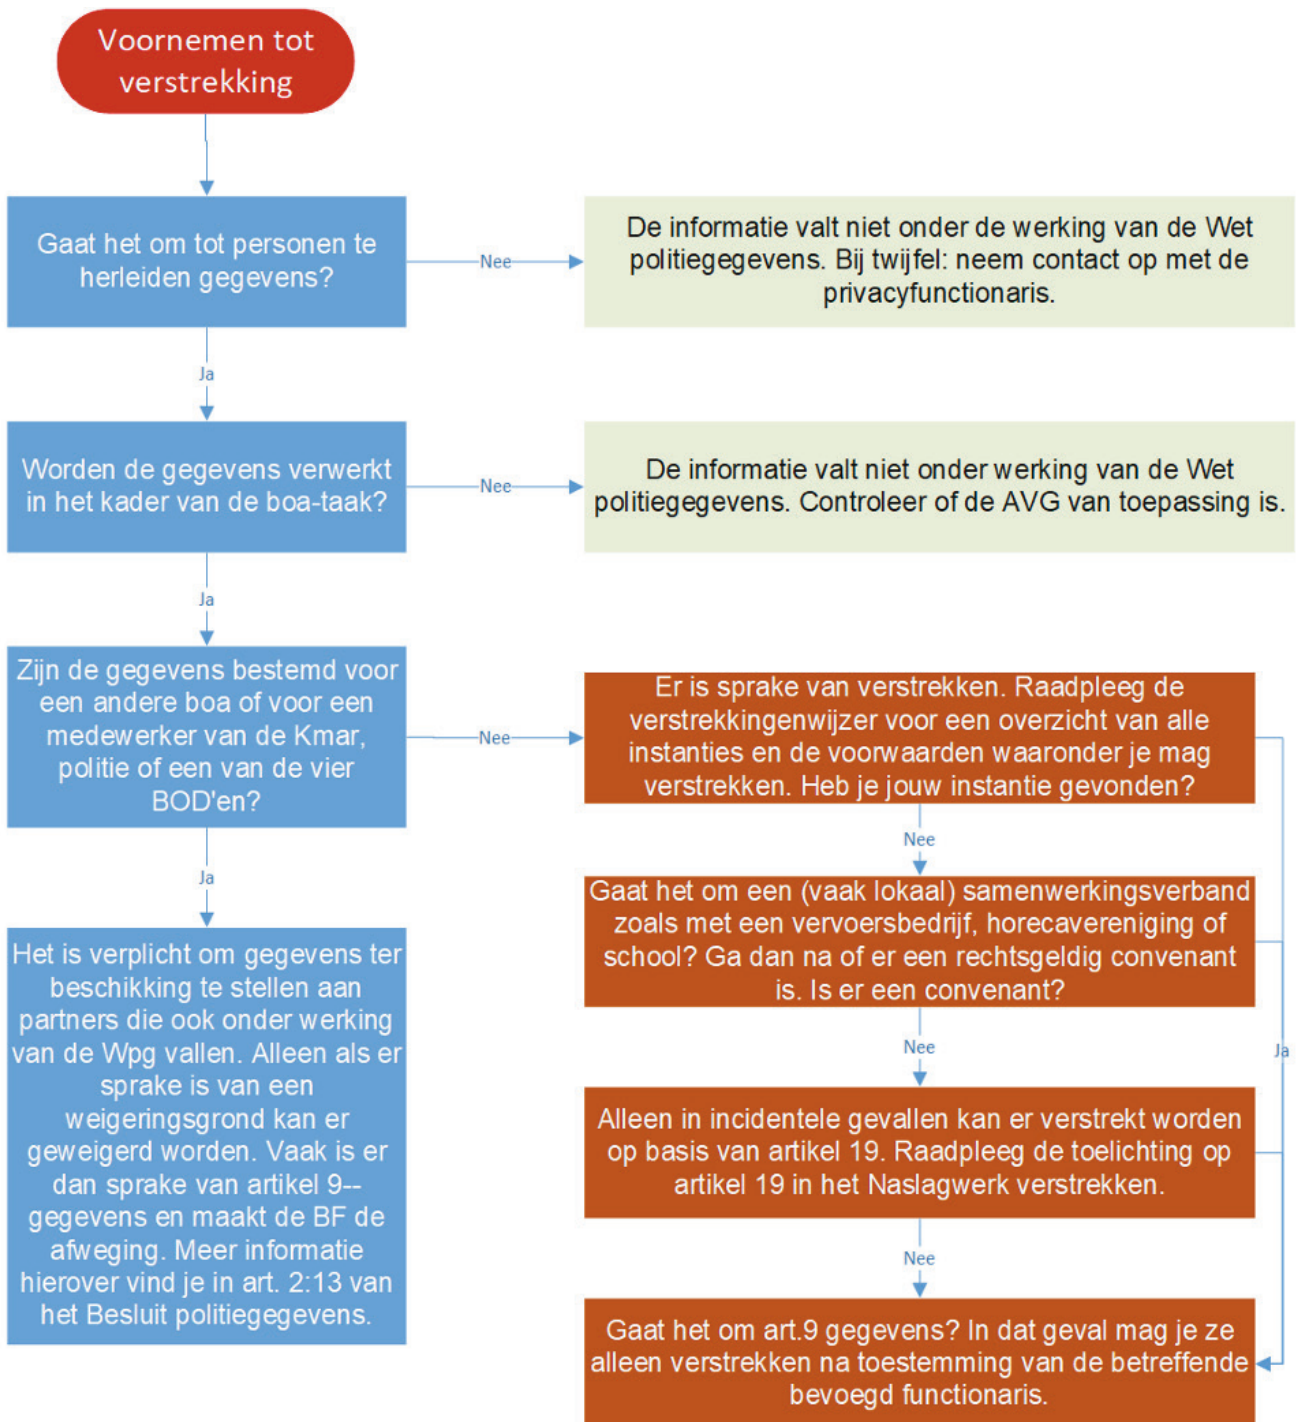 Voornemen tot
verstrekking
Gaat het om tot personen te
herleiden gegevens?
Nee
De informatie valt niet onder de werking van de Wet
politiegegevens. Bij twijfel: neem contact op met de
privacyfunctionaris.
Ja
Worden de gegevens verwerkt
in het kader van de boa-taak?
Nee
De informatie valt niet onder werking van de Wet
politiegegevens. Controleer of de AVG van toepassing is.
Ja
Zijn de gegevens bestemd voor
een andere boa of voor een
medewerker van de Kmar,
politie of een van de vier
BOD'en?
Nee
Er is sprake van verstrekken. Raadpleeg de
verstrekkingenwijzer voor een overzicht van alle
instanties en de voorwaarden waaronder je mag
verstrekken. Heb je jouw instantie gevonden?
Ja
Het is verplicht om gegevens ter
beschikking te stellen aan
partners die ook onder werking
van de Wpg vallen. Alleen als er
sprake is van een
weigeringsgrond kan er
geweigerd worden. Vaak is er
dan sprake van artikel 9--
gegevens en maakt de BF de
afweging. Meer informatie
hierover vind je in art. 2:13 van
het Besluit politiegegevens.
Nee
Gaat het om een (vaak lokaal) samenwerkingsverband
zoals met een vervoersbedrijf, horecavereniging of
school? Ga dan na of er een rechtsgeldig convenant
is. Is er een convenant?
Nee
Ja
Alleen in incidentele gevallen kan er verstrekt worden
op basis van artikel 19. Raadpleeg de toelichting op
artikel 19 in het Naslagwerk verstrekken.
Nee
Gaat het om art.9 gegevens? In dat geval mag je ze
alleen verstrekken na toestemming van de betreffende
bevoegd functionaris.